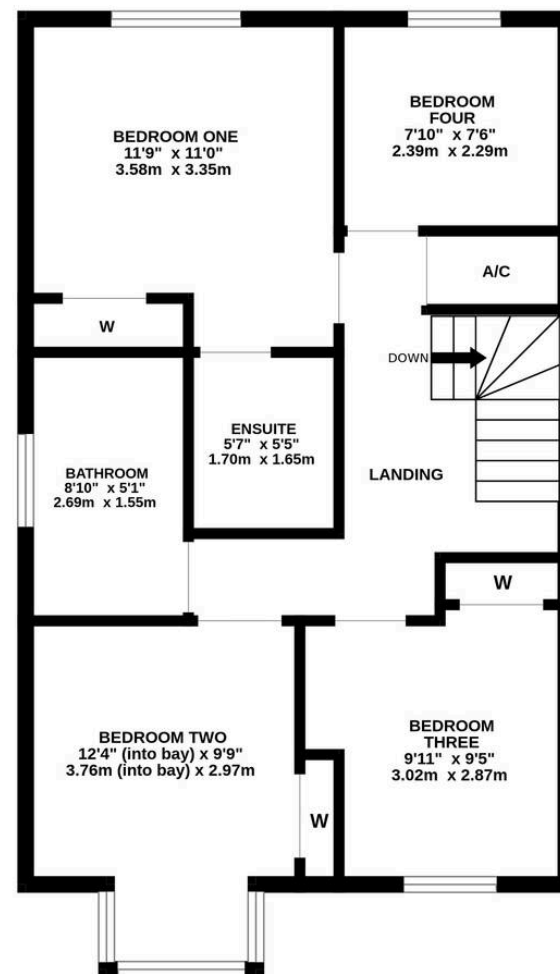 BEDROOM ONE
11'9" x 11'0"
3.58m x 3.35m
BEDROOM
FOUR
7'10" x 7'6"
2.39m x 2.29m
A/C
W
DOWN
ENSUITE
5'7" x 5'5"
1.70m x 1.65m
BATHROOM
8'10" x 5'1"
2.69m x 1.55m
LANDING
W
BEDROOM TWO
12'4" (into bay) x 9'9"
3.76m (into bay) x 2.97m
BEDROOM
THREE
9'11" x 9'5"
3.02m x 2.87m
W